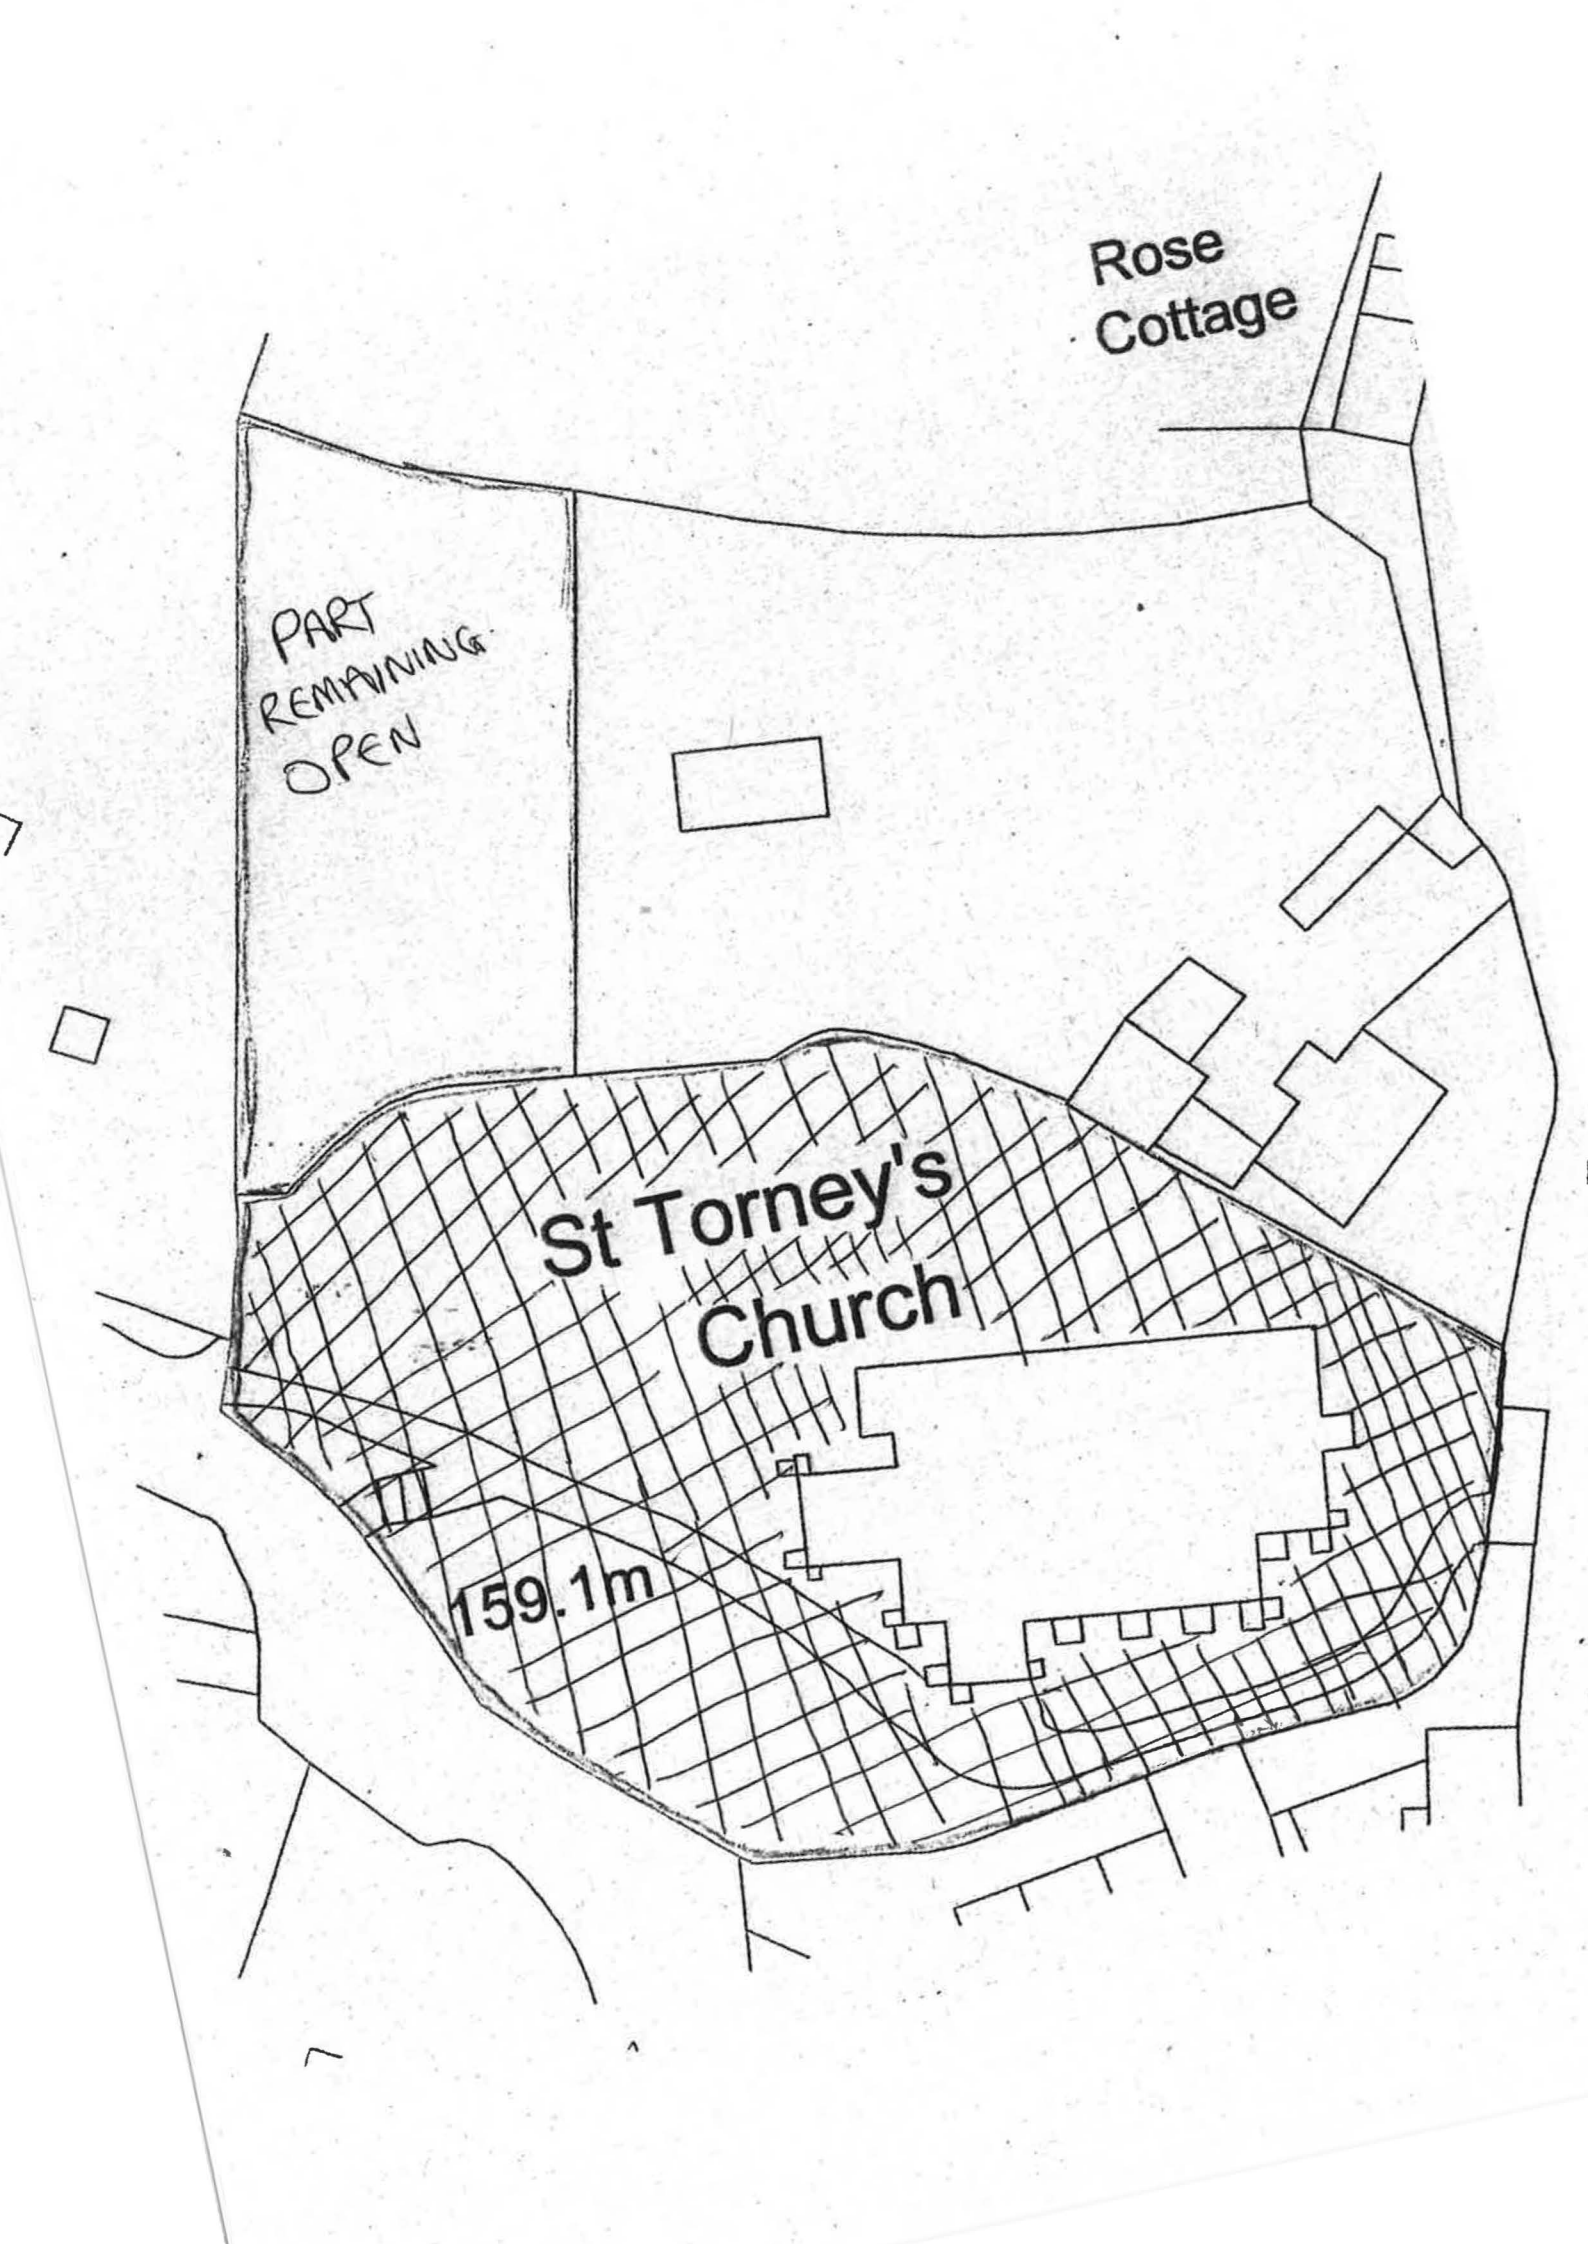 Rose
Cottage
PART
REMAINING
OPEN
St Torney's
Church
159.1m